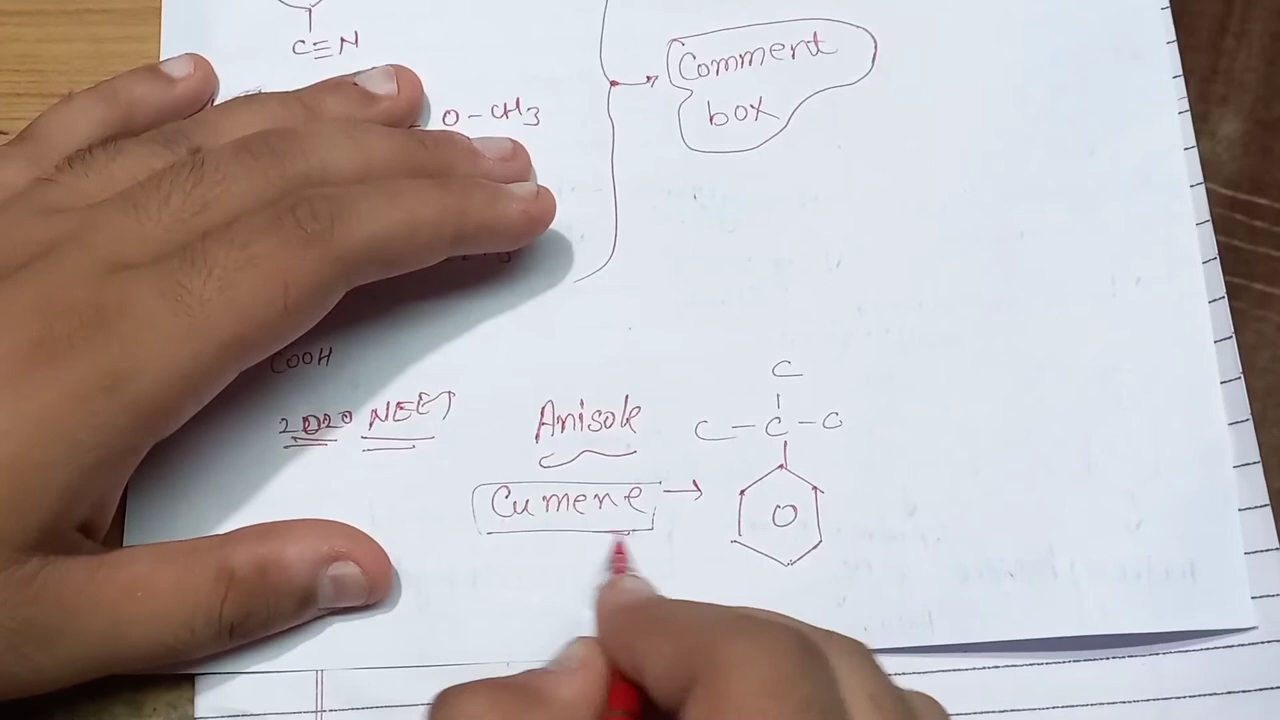 C≡N
Comment
box
O-CH3
COOH
2020 NEET
Anisole
C
C-C-C
Cumene →